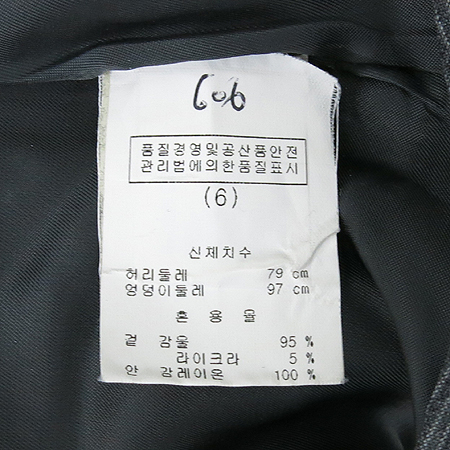 606
품질경영및공산품안전
관리법에의한품질표시
(6)
신체치수
허리둘레 79 cm
엉덩이둘레 97 cm
혼용율
겉 감울 95 %
라이크라 5 %
안 감레이온 100 %